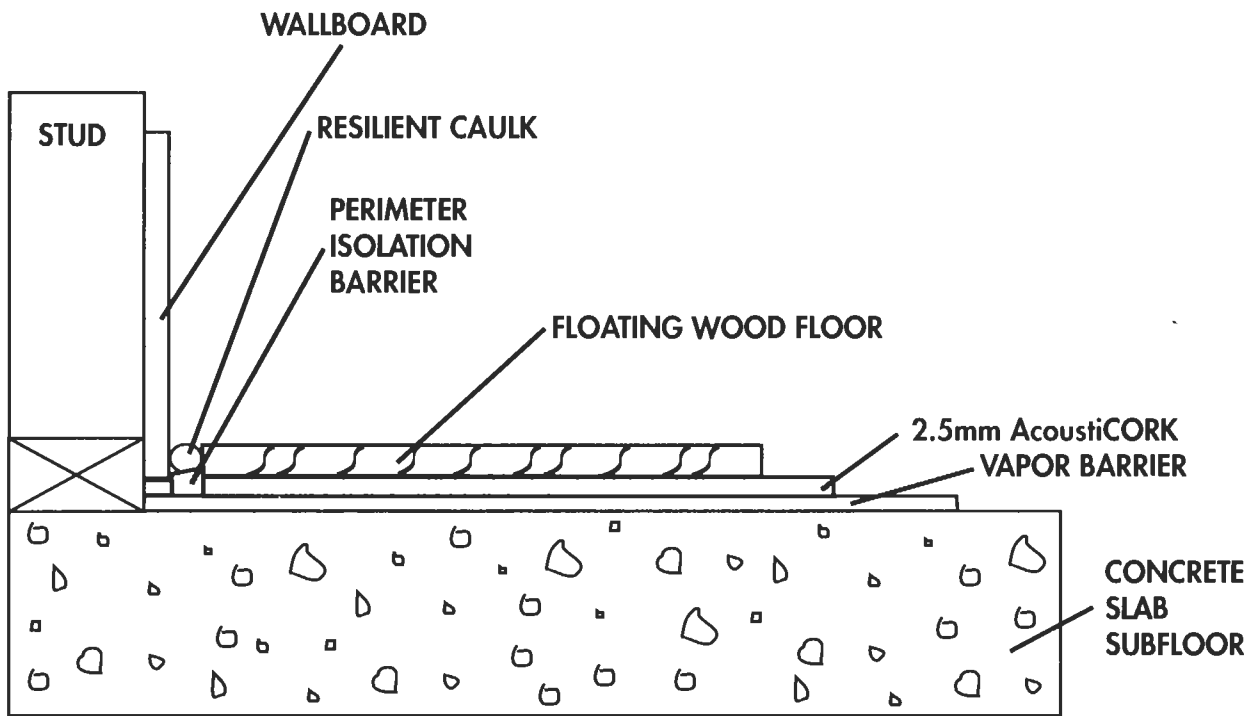 WALLBOARD
STUD
RESILIENT CAULK
PERIMETER
ISOLATION
BARRIER
FLOATING WOOD FLOOR
2.5mm AcoustiCORK
VAPOR BARRIER
CONCRETE
SLAB
SUBFLOOR